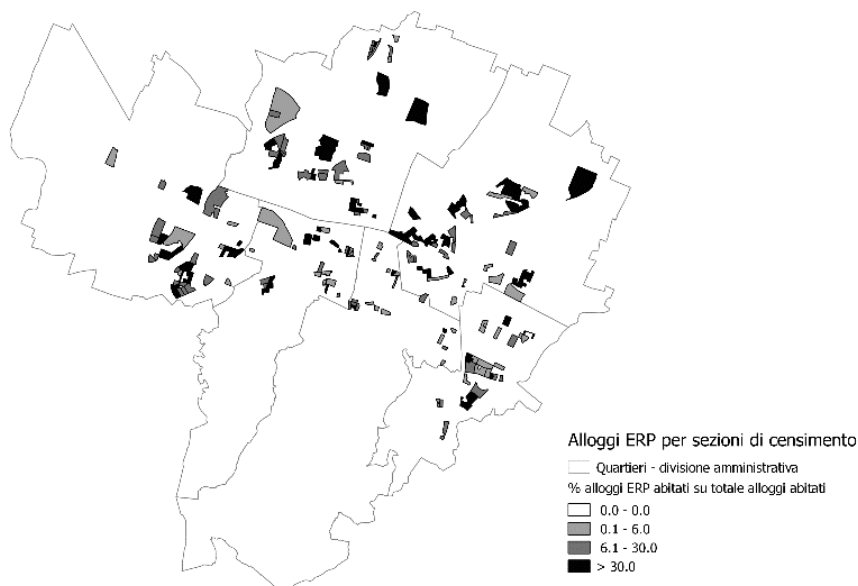 Alloggi ERP per sezioni di censimento
Quartieri - divisione amministrativa
% alloggi ERP abitati su totale alloggi abitati
0.0 - 0.0
0.1 - 6.0
6.1 - 30.0
> 30.0